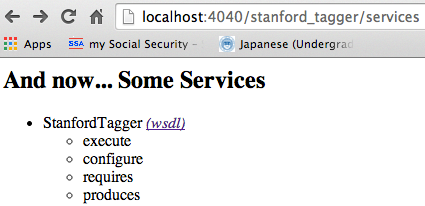 localhost:4040/stanford_tagger/services
Apps SSA my Social Security - Japanese (Undergrad
And now... Some Services
StanfordTagger (wsdl)
execute
configure
requires
produces